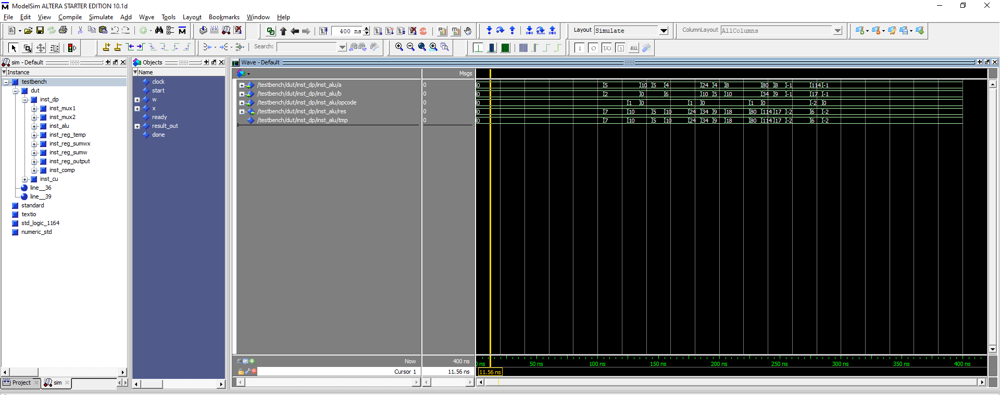 ModelSim ALTERA STARTER EDITION 10.1d
File Edit View Compile Simulate Add Wave Tools Layout Bookmarks Window Help
400 ns
Layout Simulate
ColumnLayout AllColumns
Search:
sim - Default
Instance
testbench
dut
inst_dp
inst_mux1
inst_mux2
inst_alu
inst_reg_temp
inst_reg_sumwx
inst_reg_sumw
inst_reg_output
inst_comp
inst_cu
line__36
line__39
standard
textio
std_logic_1164
numeric_std
Project sim
Objects
Name
clock
start
w
x
ready
result_out
done
Wave - Default
Msgs
/testbench/dut/inst_dp/inst_alu/a 0 0 5 10 5 4 24 4 8 80 8 -1 114 -1
/testbench/dut/inst_dp/inst_alu/b 0 0 2 0 6 10 5 10 34 9 -1 17 -1
/testbench/dut/inst_dp/inst_alu/opcode 0 0 1 0 1 0 1 0 -2 0
/testbench/dut/inst_dp/inst_alu/res 0 0 7 10 5 10 24 34 9 18 80 114 17 -2 6 -2
/testbench/dut/inst_dp/inst_alu/tmp 0 0 7 10 5 10 24 34 9 18 80 114 17 -2 6 -2
Now 400 ns ns 50 ns 100 ns 150 ns 200 ns 250 ns 300 ns 350 ns 400 ns
Cursor 1 11.56 ns 11.56 ns